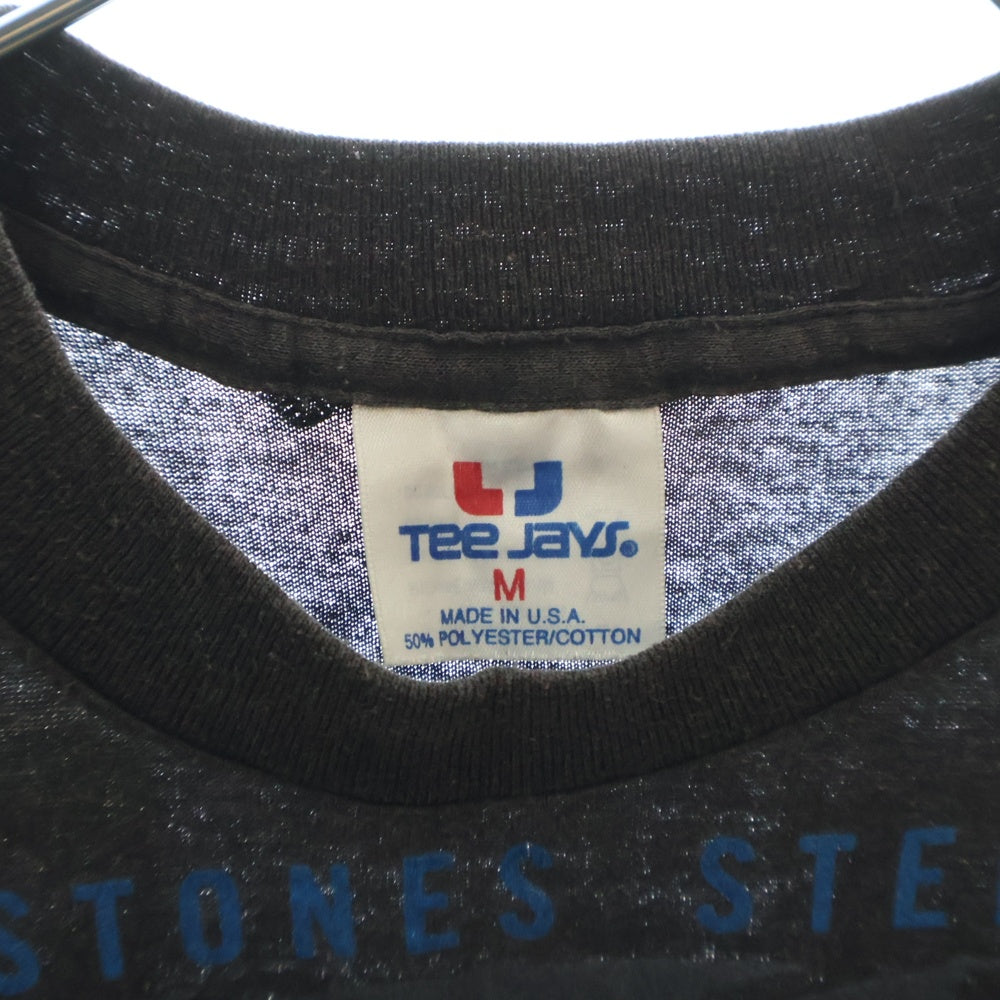 Tee Jays®
M
MADE IN U.S.A.
50% POLYESTER/COTTON
STONES STE